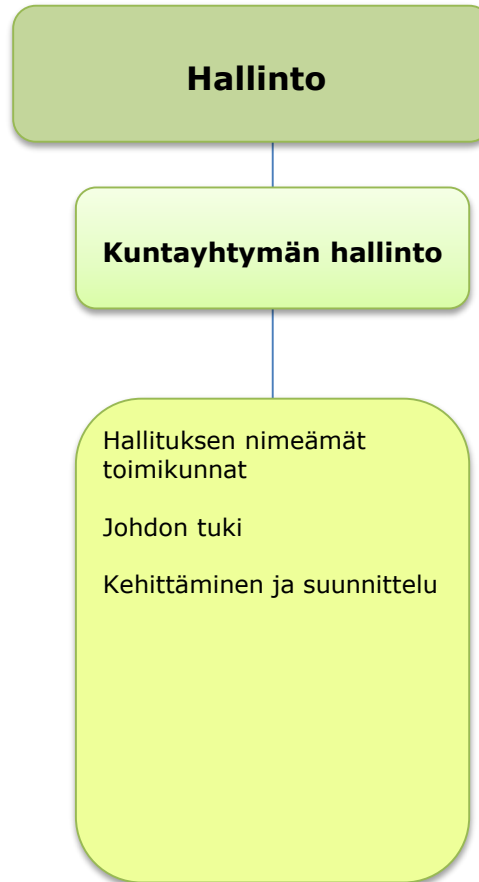 Hallinto
Kuntayhtymän hallinto
Hallituksen nimeämät
toimikunnat
Johdon tuki
Kehittäminen ja suunnittelu